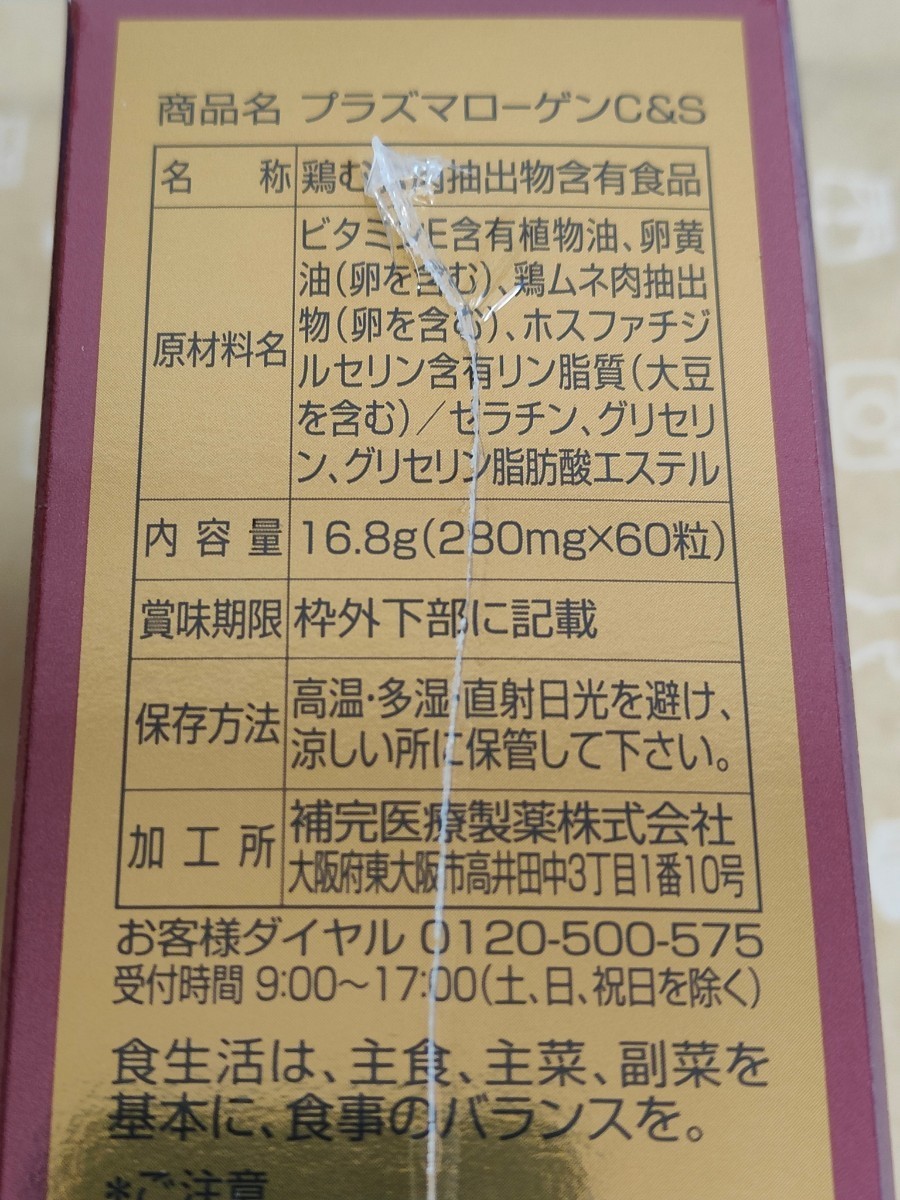 商品名 プラズマローゲンC&S
名称 鶏む肉抽出物含有食品
原材料名
ビタミンE含有植物油、卵黄
油(卵を含む)、鶏ムネ肉抽出
物(卵を含む)、ホスファチジ
ルセリン含有リン脂質(大豆
を含む)/ゼラチン、グリセリ
ン、グリセリン脂肪酸エステル
内容量 16.8g(280mg×60粒)
賞味期限 枠外下部に記載
保存方法
高温・多湿・直射日光を避け、
涼しい所に保管して下さい。
加工所
補完医療製薬株式会社
大阪府東大阪市高井田中3丁目1番10号
お客様ダイヤル 0120-500-575
受付時間 9:00～17:00(土、日、祝日を除く)
食生活は、主食、主菜、副菜を
基本に、食事のバランスを。
*ご注意